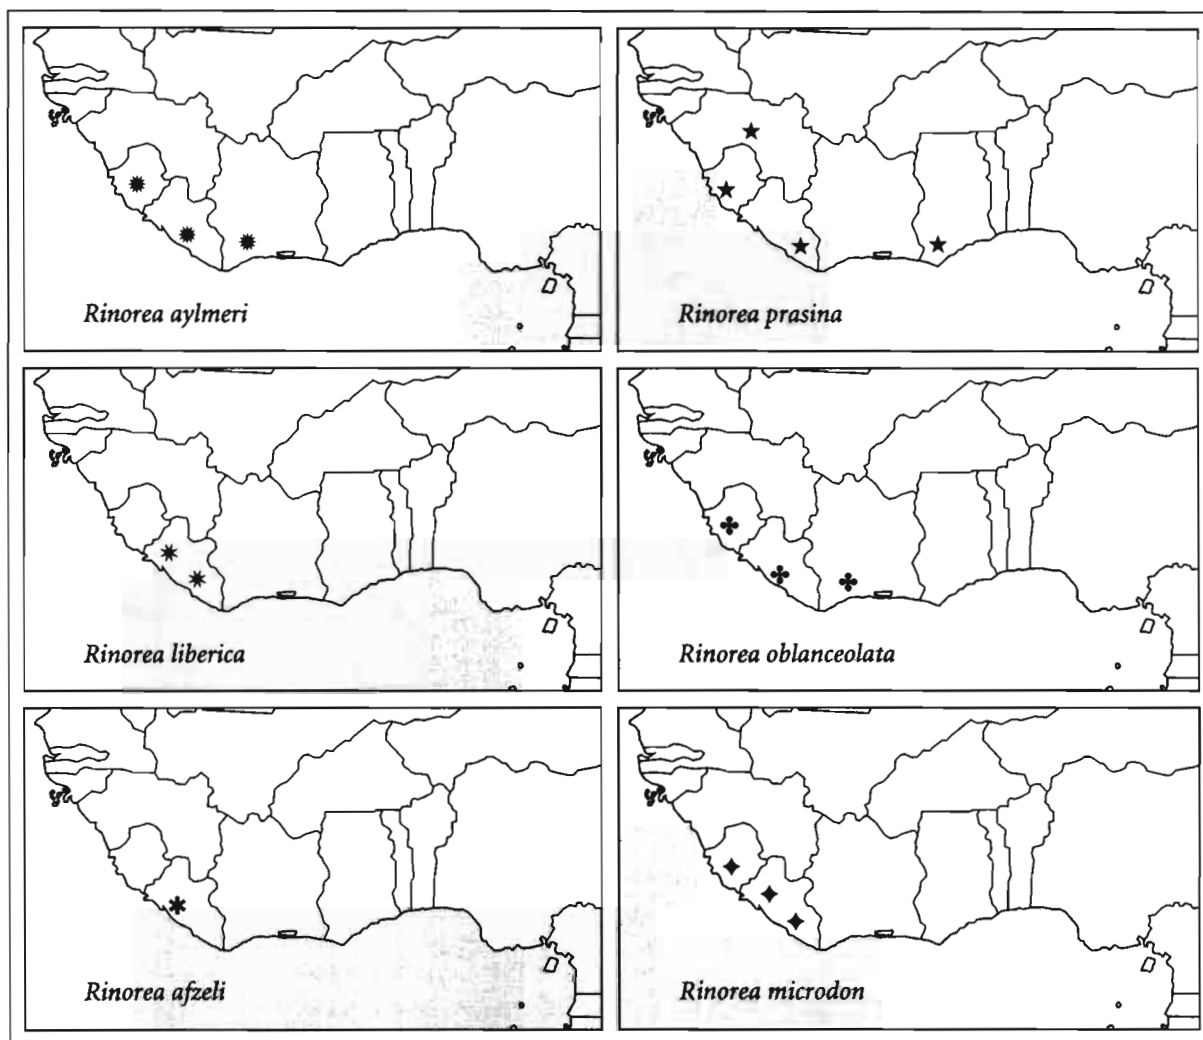 Rinorea aylmeri
Rinorea prasina
Rinorea liberica
Rinorea oblanceolata
Rinorea afzeli
Rinorea microdon